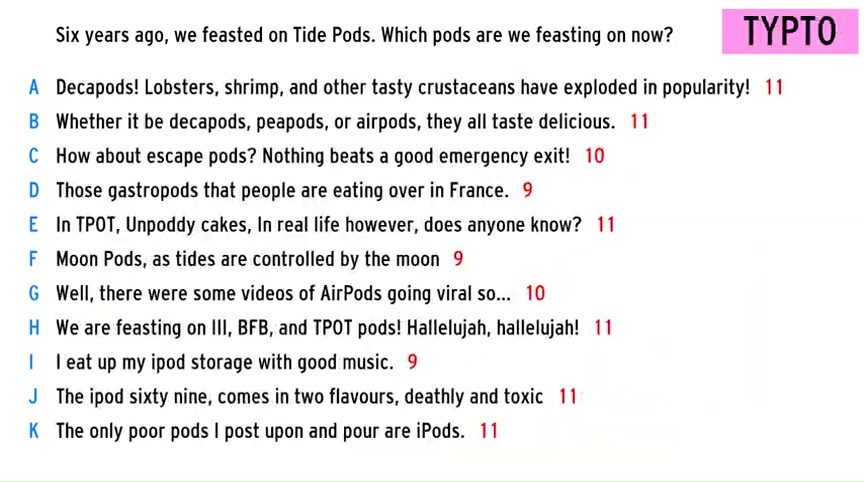 Six years ago, we feasted on Tide Pods. Which pods are we feasting on now?
TYPTO
A Decapods! Lobsters, shrimp, and other tasty crustaceans have exploded in popularity! 11
B Whether it be decapods, peapods, or airpods, they all taste delicious. 11
C How about escape pods? Nothing beats a good emergency exit! 10
D Those gastropods that people are eating over in France. 9
E In TPOT, Unpoddy cakes, In real life however, does anyone know? 11
F Moon Pods, as tides are controlled by the moon 9
G Well, there were some videos of AirPods going viral so... 10
H We are feasting on III, BFB, and TPOT pods! Hallelujah, hallelujah! 11
I I eat up my ipod storage with good music. 9
J The ipod sixty nine, comes in two flavours, deathly and toxic 11
K The only poor pods I post upon and pour are iPods. 11